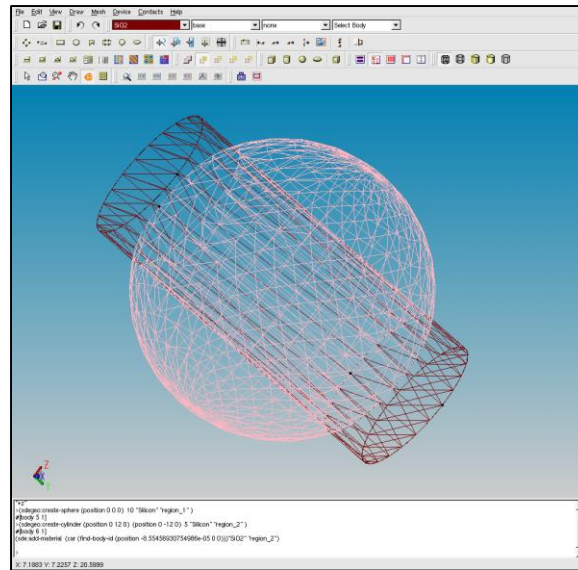 File Edit View Draw Mesh Device Contacts Help
SiO2 base none Select Body
Z
X
Y
"+z"
>(sdegeo:create-sphere (position 0 0 0) 10 "Silicon" "region_1" )
#[body 5 1]
>(sdegeo:create-cylinder (position 0 12 0) (position 0 -12 0) 5 "Silicon" "region_2" )
#[body 6 1]
(sde:add-material (car (find-body-id (position -8.55456930754986e-05 0 0)))"SiO2" "region_2")
>
X: 7.1883 Y: 7.2257 Z: 20.5999